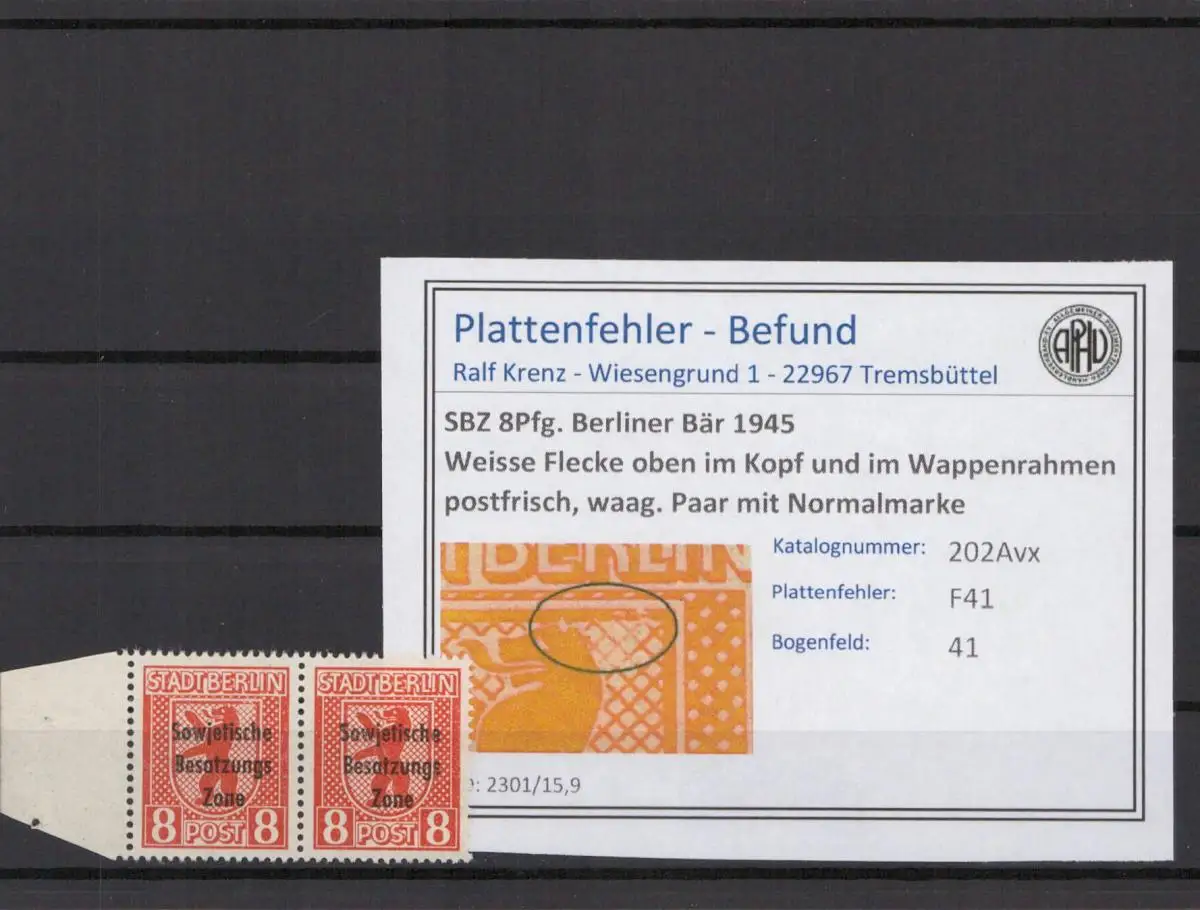 Plattenfehler - Befund
Ralf Krenz - Wiesengrund 1 - 22967 Tremsbüttel
APHV
SBZ 8Pfg. Berliner Bär 1945
Weisse Flecke oben im Kopf und im Wappenrahmen
postfrisch, waag. Paar mit Normalmarke
BERLIN
Katalognummer: 202Avx
Plattenfehler: F41
Bogenfeld: 41
: 2301/15,9
STADT BERLIN
Sowjetische
Besatzungs
Zone
8 POST 8
STADT BERLIN
Sowjetische
Besatzungs
Zone
8 POST 8